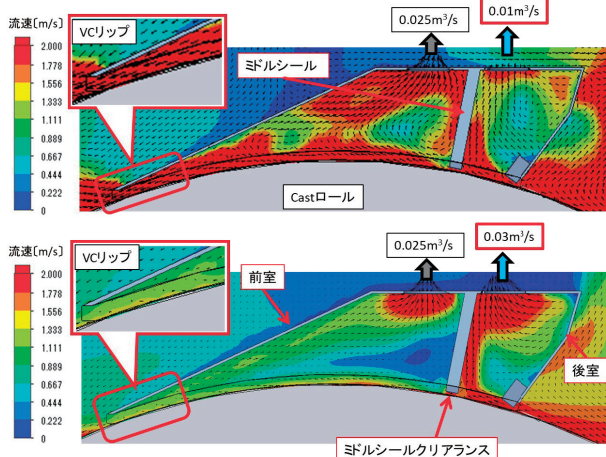 流速[m/s]
2.000
1.778
1.556
1.333
1.111
0.889
0.667
0.444
0.222
0
VCリップ
0.025m³/s
0.01m³/s
ミドルシール
Castロール
流速[m/s]
2.000
1.778
1.556
1.333
1.111
0.889
0.667
0.444
0.222
0
VCリップ
前室
0.025m³/s
0.03m³/s
後室
ミドルシールクリアランス